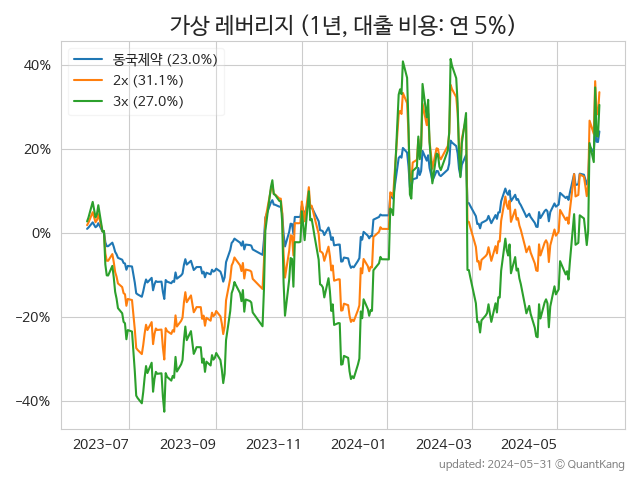 가상 레버리지 (1년, 대출 비용: 연 5%)
동국제약 (23.0%)
2x (31.1%)
3x (27.0%)
40%
20%
0%
−20%
−40%
2023-07 2023-09 2023-11 2024-01 2024-03 2024-05
updated: 2024-05-31 © QuantKang